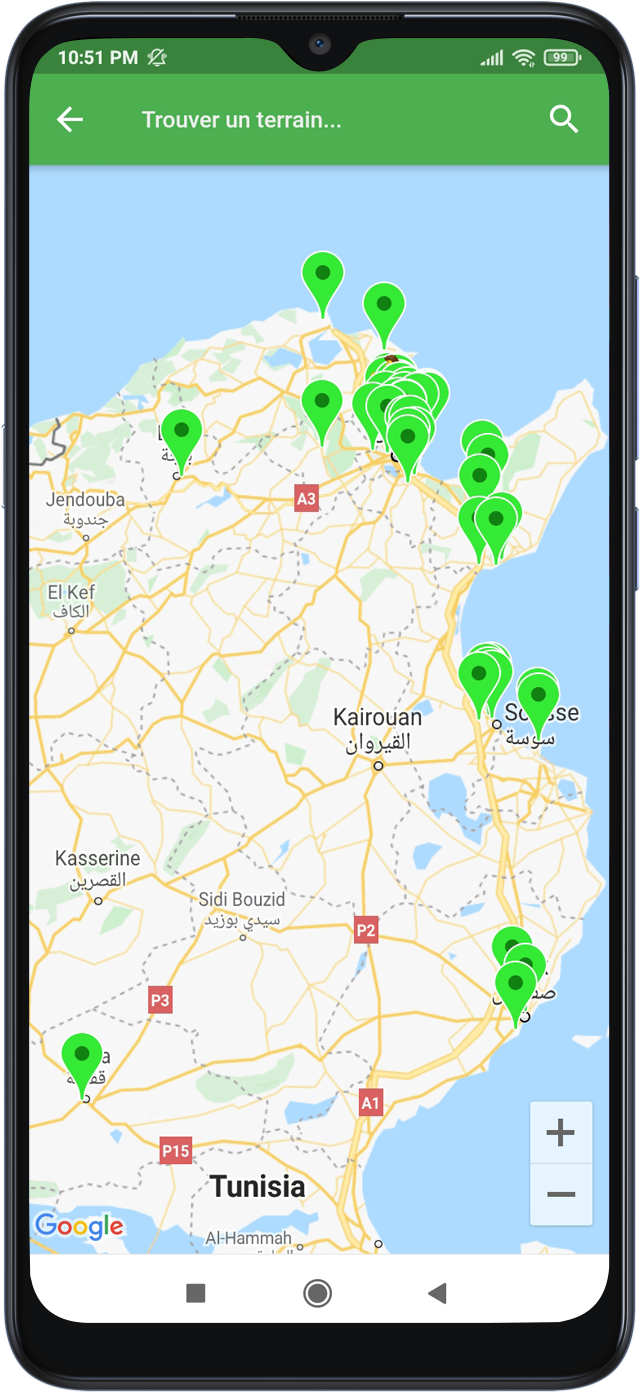 10:51 PM
99
Trouver un terrain...
A3
Jendouba
جندوبة
El Kef
الكاف
Kairouan
القيروان
سوسة
Kasserine
القصرين
Sidi Bouzid
سيدي بوزيد
P2
P3
A1
P15
Tunisia
Google
Al-Hammah
+
−